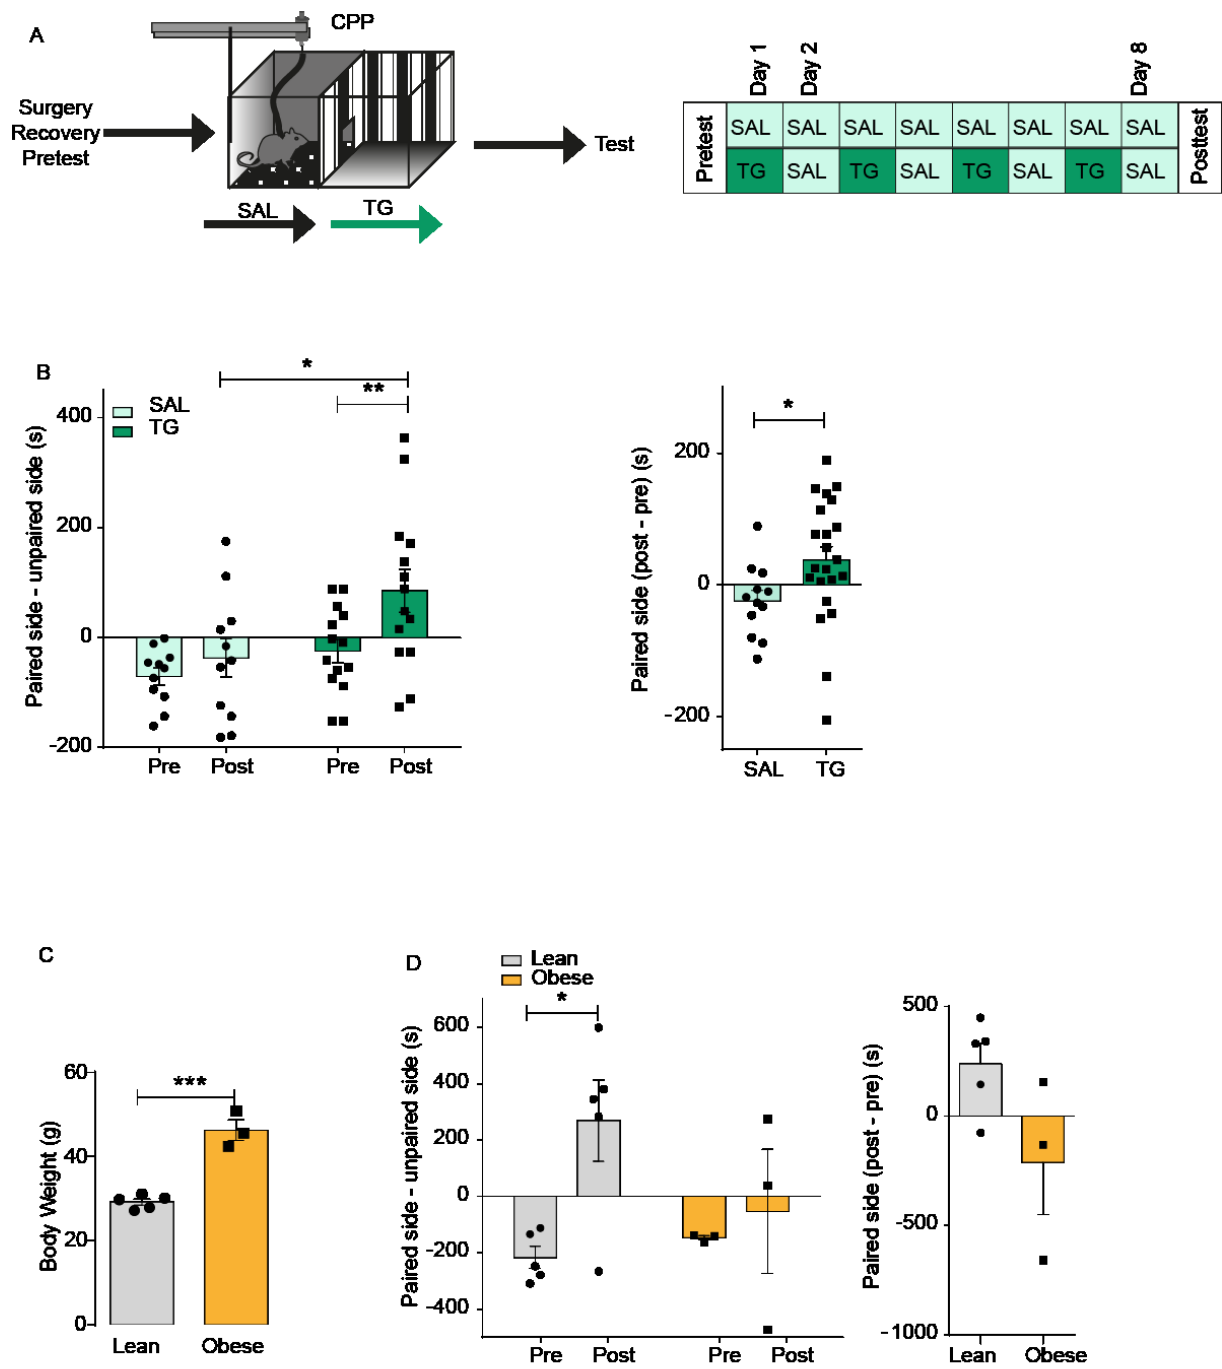 A
CPP
Surgery
Recovery
Pretest
SAL
TG
Test
Day 1
Day 2
Day 8
Pretest
SAL SAL SAL SAL SAL SAL SAL SAL
TG SAL TG SAL TG SAL TG SAL
Posttest
B
SAL
TG
*
**
Paired side - unpaired side (s)
400
200
0
-200
Pre Post Pre Post
*
Paired side (post - pre) (s)
200
0
-200
SAL TG
C
***
Body Weight (g)
60
40
20
0
Lean Obese
D
Lean
Obese
*
Paired side - unpaired side (s)
600
400
200
0
-200
-400
Pre Post Pre Post
Paired side (post - pre) (s)
500
0
-500
-1000
Lean Obese